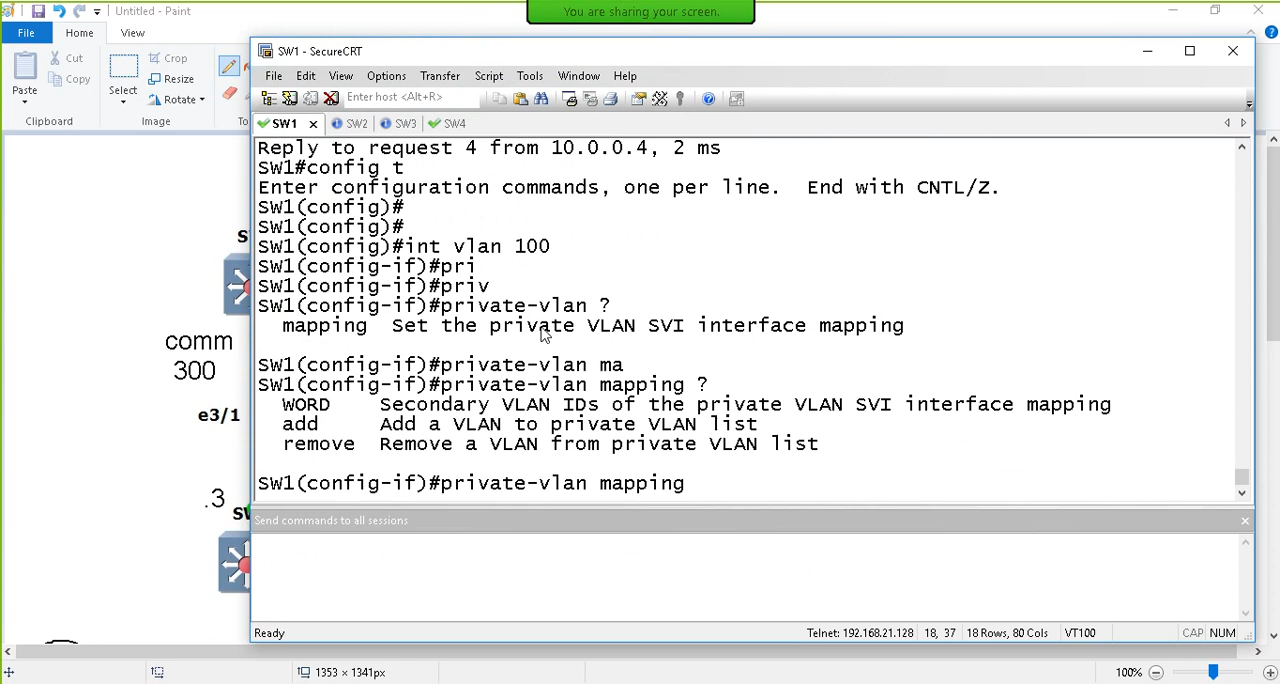 You are sharing your screen.
Untitled - Paint
File
Home
View
Cut
Copy
Paste
Clipboard
Select
Crop
Resize
Rotate
Image
SW1 - SecureCRT
File Edit View Options Transfer Script Tools Window Help
Enter host <Alt+R>
SW1
SW2
SW3
SW4
Reply to request 4 from 10.0.0.4, 2 ms
SW1#config t
Enter configuration commands, one per line. End with CNTL/Z.
SW1(config)#
SW1(config)#
SW1(config)#int vlan 100
SW1(config-if)#pri
SW1(config-if)#priv
SW1(config-if)#private-vlan ?
mapping Set the private VLAN SVI interface mapping
SW1(config-if)#private-vlan ma
SW1(config-if)#private-vlan mapping ?
WORD Secondary VLAN IDs of the private VLAN SVI interface mapping
add Add a VLAN to private VLAN list
remove Remove a VLAN from private VLAN list
SW1(config-if)#private-vlan mapping
Send commands to all sessions
Ready
Telnet: 192.168.21.128
18, 37
18 Rows, 80 Cols
VT100
CAP
NUM
comm
300
e3/1
.3
1353 × 1341px
100%